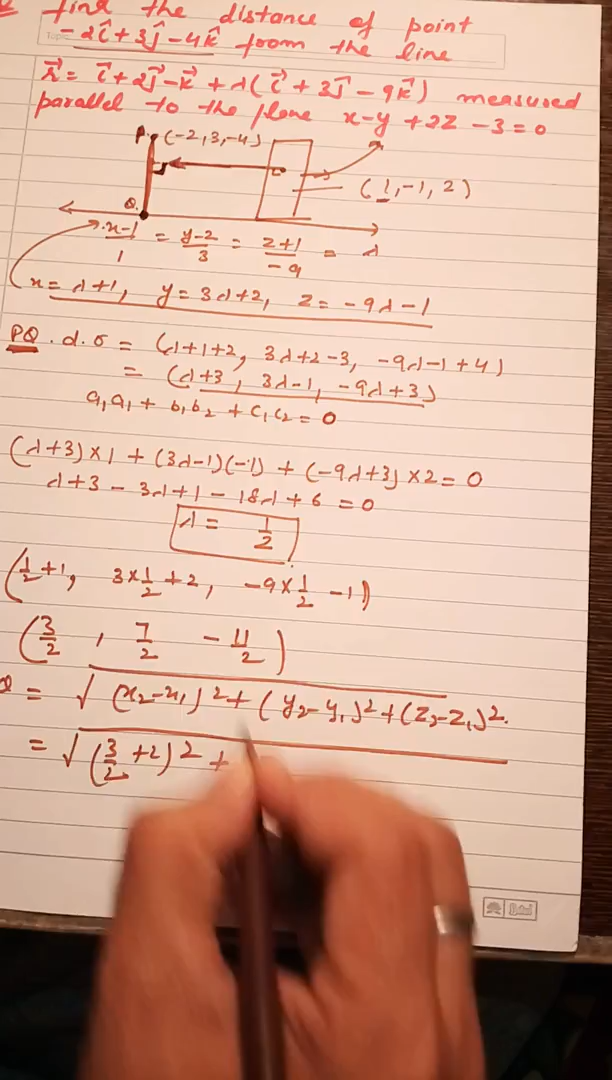 find the distance of point
-2î+3ĵ-4k̂ from the line
r⃗ = i⃗+2j⃗-k⃗ + λ(i⃗+3j⃗-9k⃗) measured
parallel to the plane x-y+2z-3=0
P (-2,3,-4)
(1,-1,2)
Q
x-1/1 = y-2/3 = z+1/-9 = λ
x=λ+1, y=3λ+2, z=-9λ-1
PQ. d.r = (λ+1+2, 3λ+2-3, -9λ-1+4)
= (λ+3, 3λ-1, -9λ+3)
a₁a₁ + b₁b₂ + c₁c₂ = 0
(λ+3)×1 + (3λ-1)(-1) + (-9λ+3)×2=0
λ+3 - 3λ+1 - 18λ+6 =0
λ = 1/2
(1/2+1, 3×1/2+2, -9×1/2-1)
(3/2, 7/2 -11/2)
= √(x₂-x₁)²+(y₂-y₁)²+(z₂-z₁)².
= √(3/2+2)²+